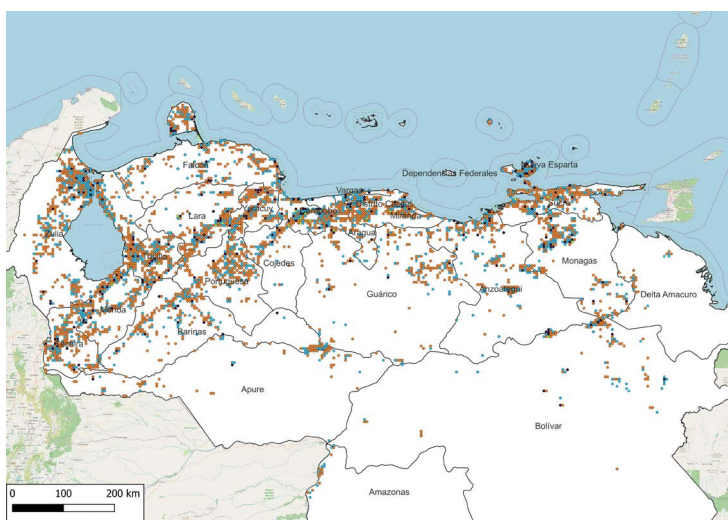 Nueva Esparta
Dependencias Federales
Falcón
Vargas
Distrito Capital
Miranda
Yaracuy
Carabobo
Sucre
Lara
Aragua
Zulia
Trujillo
Cojedes
Monagas
Portuguesa
Anzoátegui
Delta Amacuro
Guárico
Mérida
Barinas
Táchira
Apure
Bolívar
Amazonas
0 100 200 km